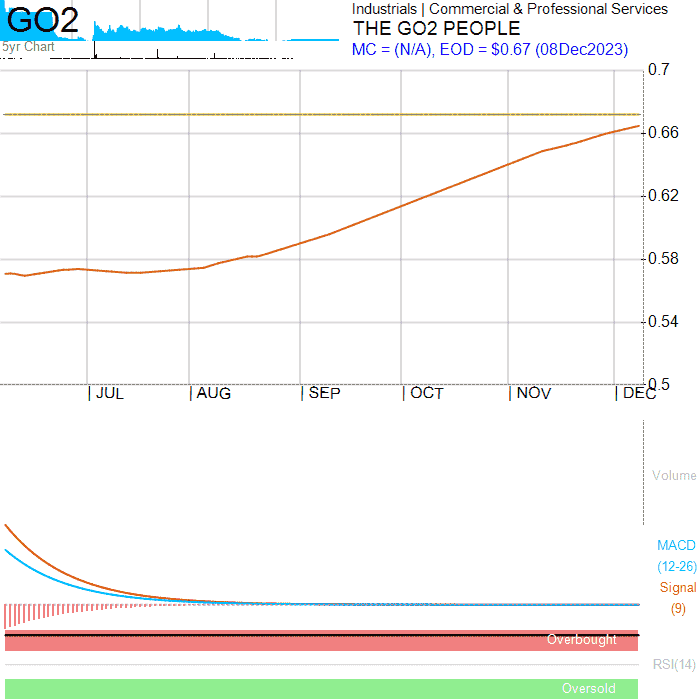 GO2
5yr Chart
Industrials | Commercial & Professional Services
THE GO2 PEOPLE
MC = (N/A), EOD = $0.67 (08Dec2023)
0.7
0.66
0.62
0.58
0.54
0.5
| JUL | AUG | SEP | OCT | NOV | DEC
Volume
MACD
(12-26)
Signal
(9)
Overbought
RSI(14)
Oversold